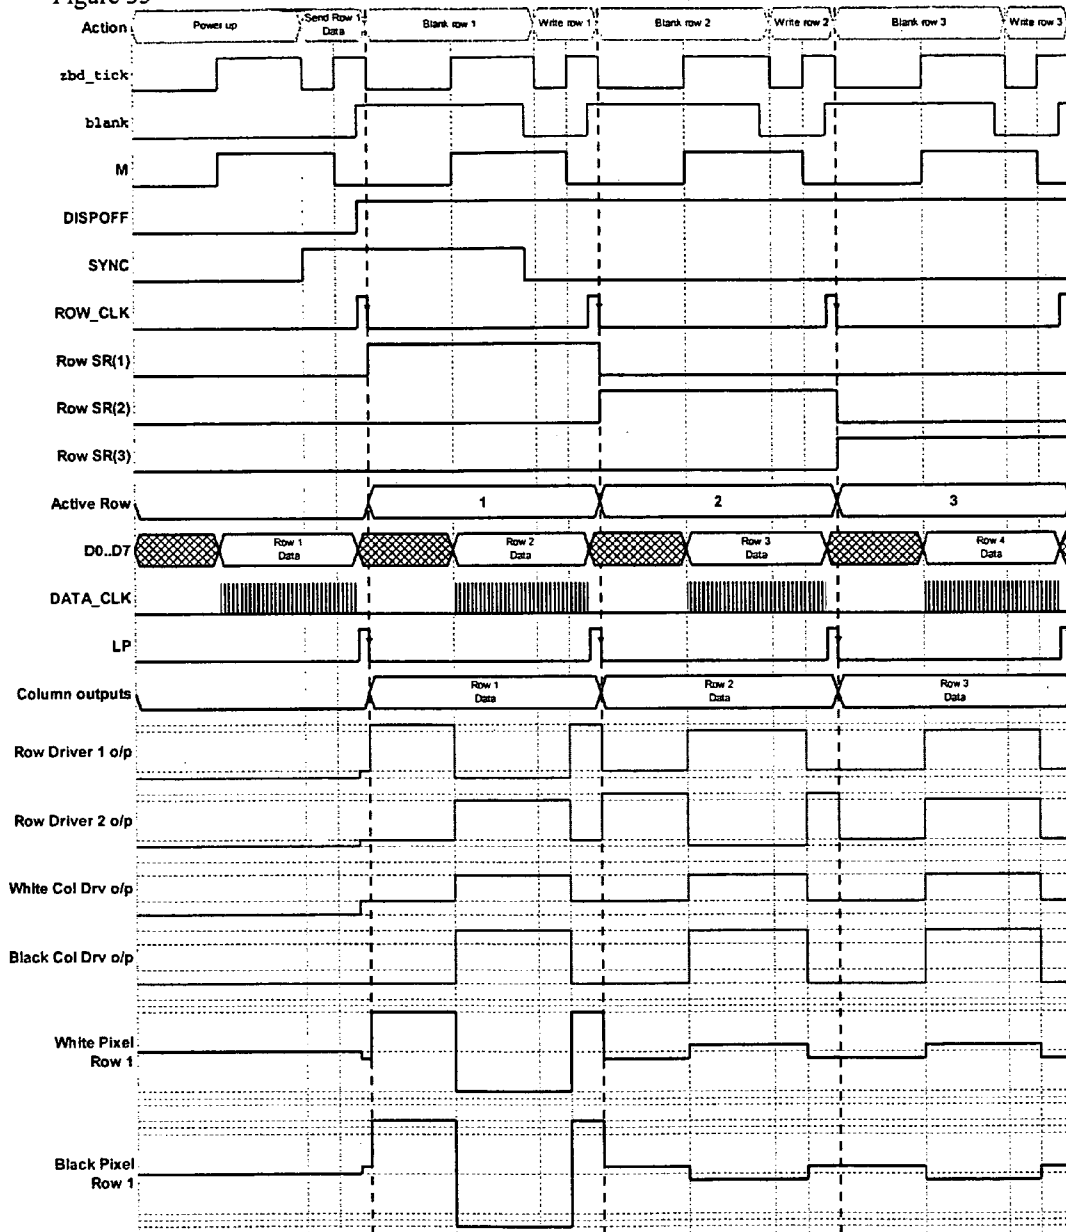 Figure 35
Action
Power up
Send Row 1
Data
Blank row 1
Write row 1
Blank row 2
Write row 2
Blank row 3
Write row 3
zbd_tick
blank
M
DISPOFF
SYNC
ROW_CLK
Row SR(1)
Row SR(2)
Row SR(3)
Active Row
1
2
3
D0..D7
Row 1
Data
Row 2
Data
Row 3
Data
Row 4
Data
DATA_CLK
LP
Column outputs
Row 1
Data
Row 2
Data
Row 3
Data
Row Driver 1 o/p
Row Driver 2 o/p
White Col Drv o/p
Black Col Drv o/p
White Pixel
Row 1
Black Pixel
Row 1